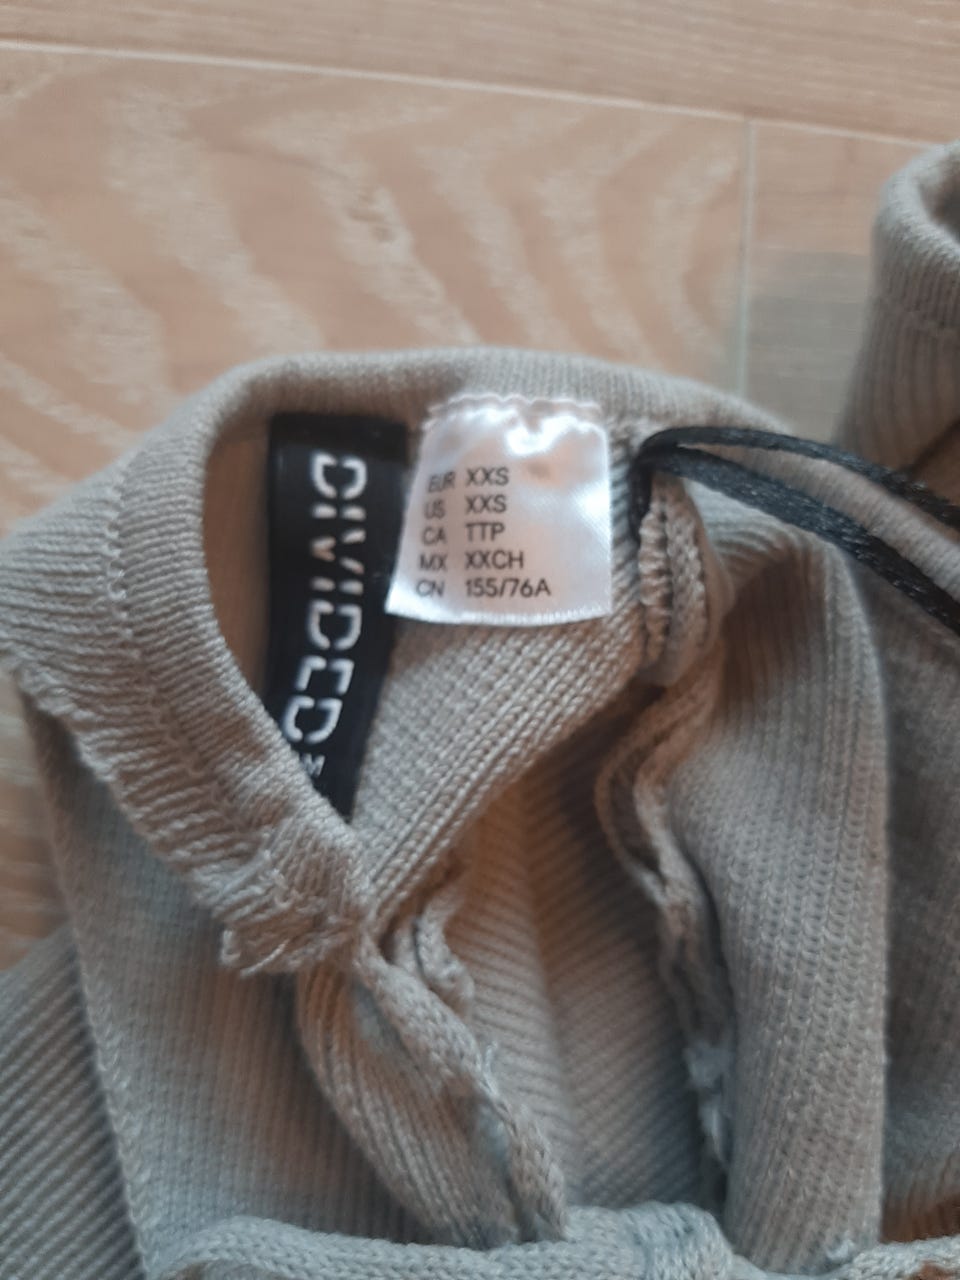 DIVIDED
EUR XXS
US XXS
CA TTP
MX XXCH
CN 155/76A